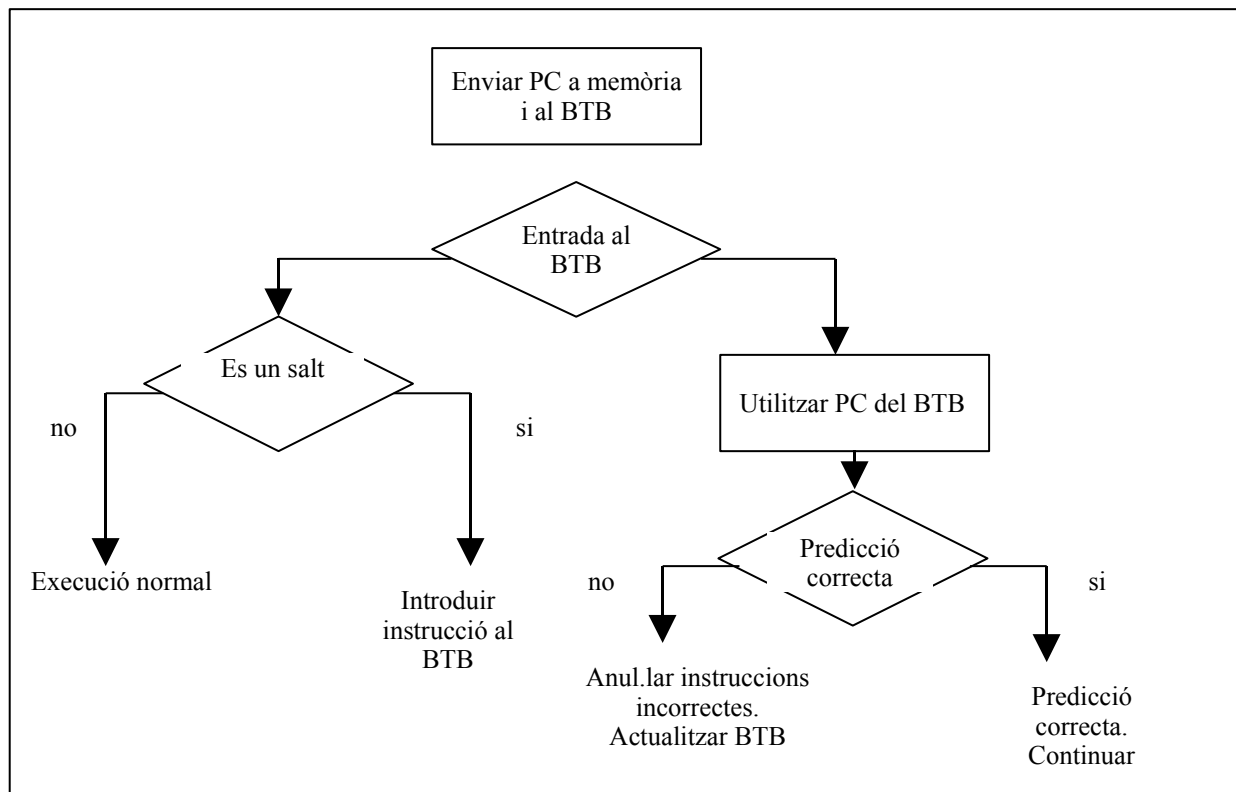 Enviar PC a memòria
i al BTB
Entrada al
BTB
Es un salt
no
si
Utilitzar PC del BTB
Execució normal
Introduir
instrucció al
BTB
Predicció
correcta
no
si
Anul.lar instruccions
incorrectes.
Actualitzar BTB
Predicció
correcta.
Continuar